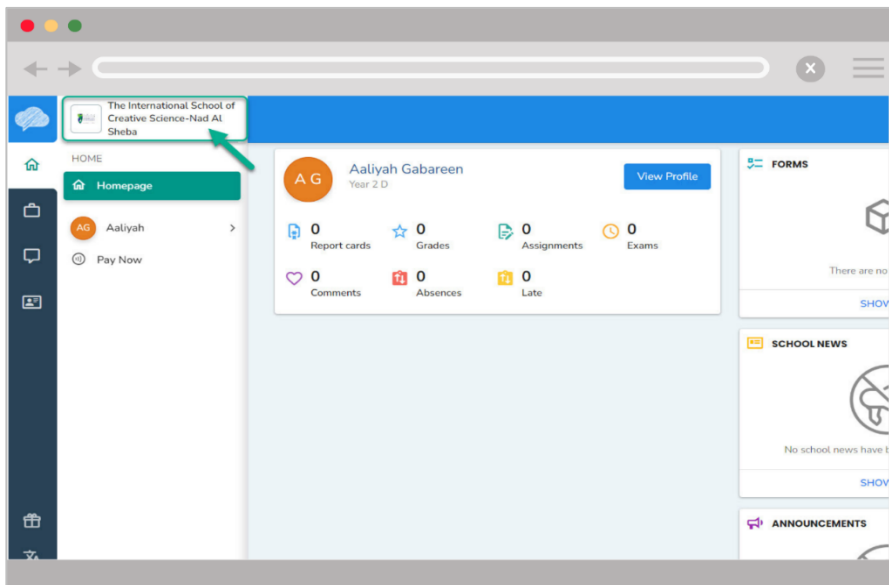 The International School of
Creative Science-Nad Al
Sheba
HOME
Homepage
AG Aaliyah
Pay Now
A G
Aaliyah Gabareen
Year 2 D
View Profile
0
Report cards
0
Grades
0
Assignments
0
Exams
0
Comments
0
Absences
0
Late
FORMS
There are no
SHOW
SCHOOL NEWS
No school news have b
SHOW
ANNOUNCEMENTS